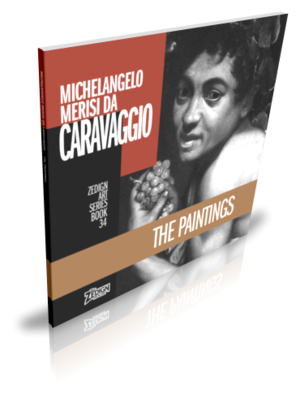 MICHELANGELO
MERISI DA
CARAVAGGIO
ZEDIGN
ART
SERIES
BOOK
34
THE PAINTINGS
ZEDIGN